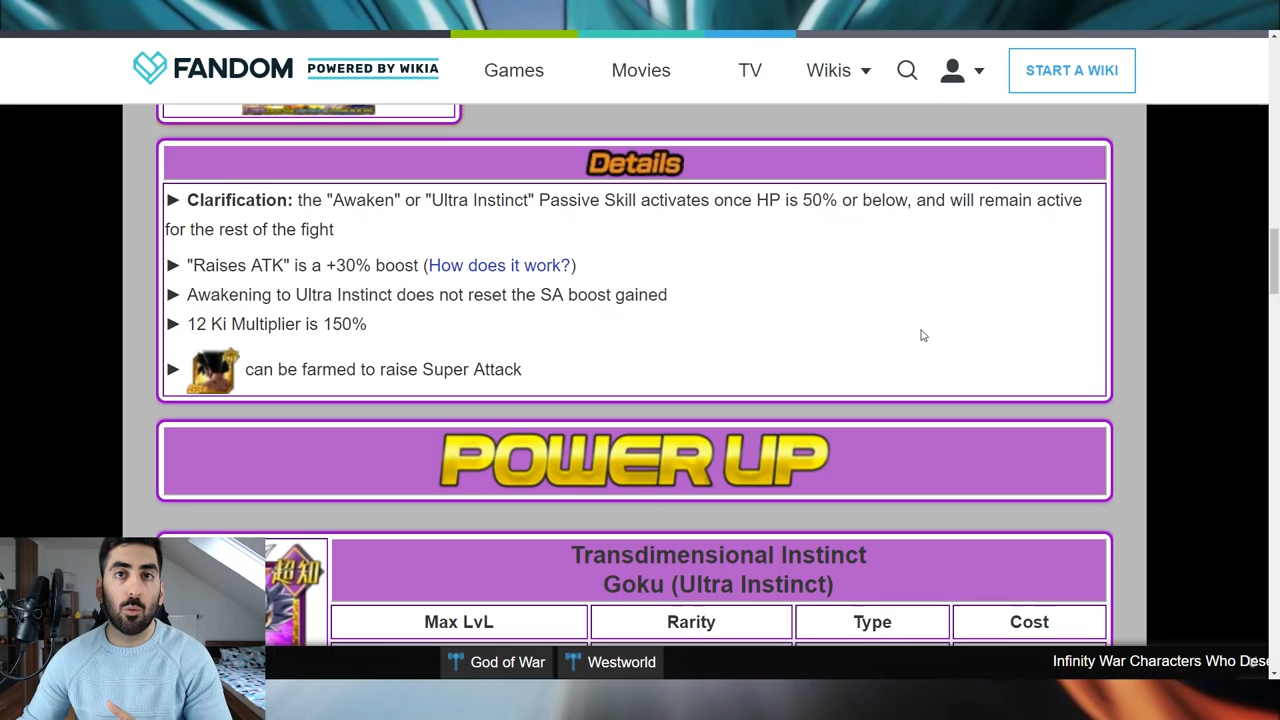 FANDOM POWERED BY WIKIA Games Movies TV Wikis START A WIKI
Details
► Clarification: the "Awaken" or "Ultra Instinct" Passive Skill activates once HP is 50% or below, and will remain active
for the rest of the fight
► "Raises ATK" is a +30% boost (How does it work?)
► Awakening to Ultra Instinct does not reset the SA boost gained
► 12 Ki Multiplier is 150%
► can be farmed to raise Super Attack
POWER UP
超知
Transdimensional Instinct
Goku (Ultra Instinct)
Max LvL Rarity Type Cost
God of War Westworld Infinity War Characters Who Dese